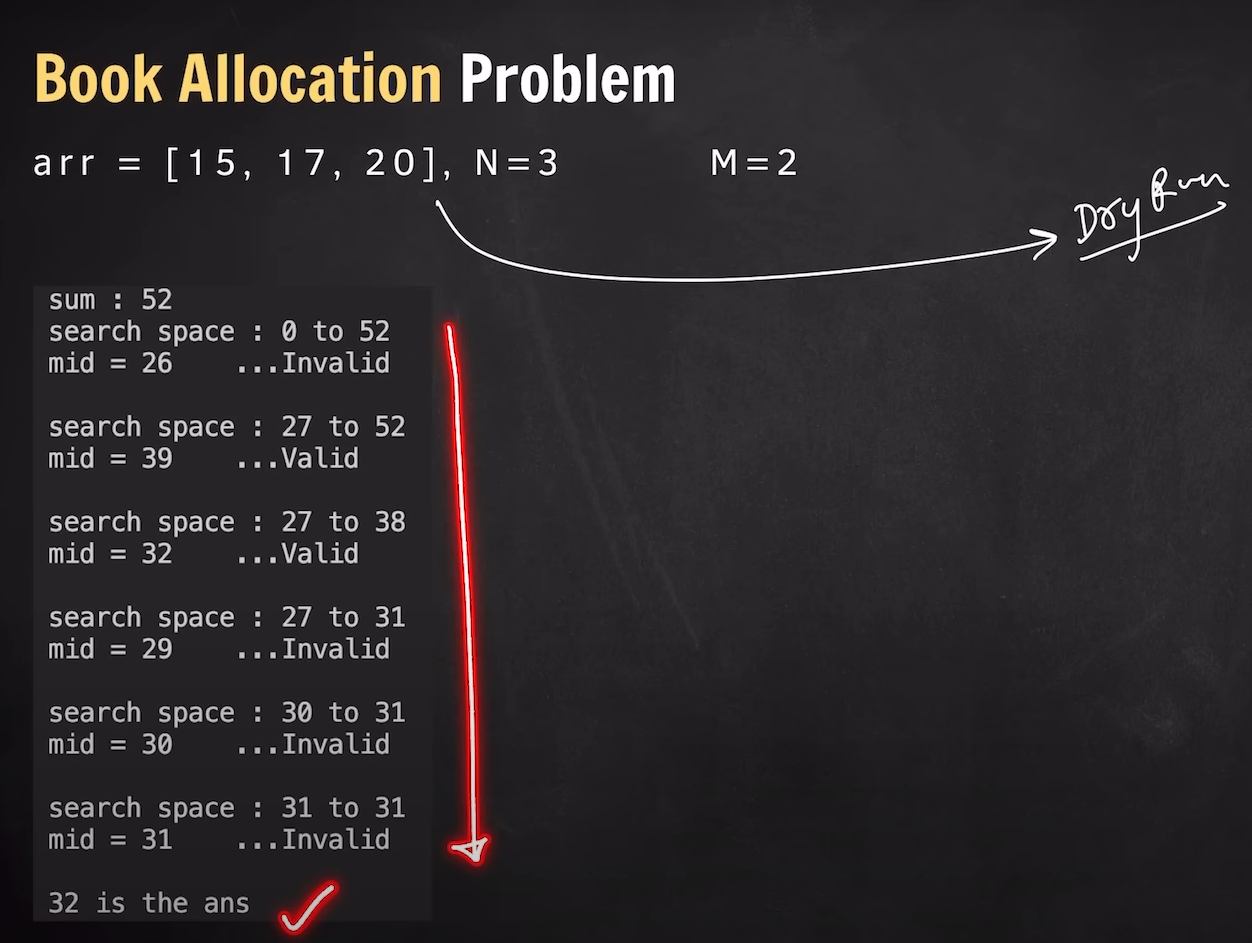 Book Allocation Problem
arr = [15, 17, 20], N=3 M=2
Dry Run
sum : 52
search space : 0 to 52
mid = 26 ...Invalid
search space : 27 to 52
mid = 39 ...Valid
search space : 27 to 38
mid = 32 ...Valid
search space : 27 to 31
mid = 29 ...Invalid
search space : 30 to 31
mid = 30 ...Invalid
search space : 31 to 31
mid = 31 ...Invalid
32 is the ans